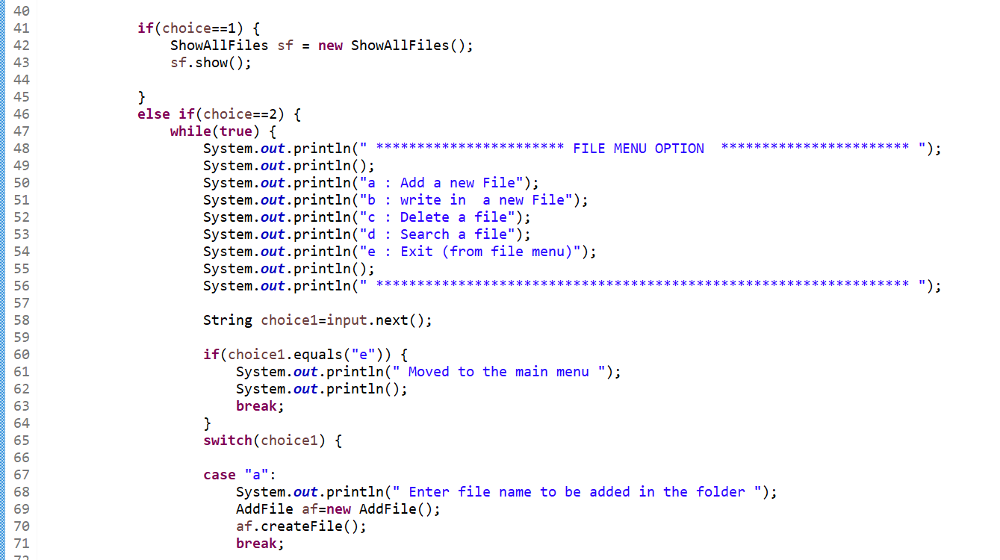 40
41 if(choice==1) {
42 ShowAllFiles sf = new ShowAllFiles();
43 sf.show();
44
45 }
46 else if(choice==2) {
47 while(true) {
48 System.out.println(" *********************** FILE MENU OPTION  *********************** ");
49 System.out.println();
50 System.out.println("a : Add a new File");
51 System.out.println("b : write in  a new File");
52 System.out.println("c : Delete a file");
53 System.out.println("d : Search a file");
54 System.out.println("e : Exit (from file menu)");
55 System.out.println();
56 System.out.println(" ***************************************************************** ");
57
58 String choice1=input.next();
59
60 if(choice1.equals("e")) {
61 System.out.println(" Moved to the main menu ");
62 System.out.println();
63 break;
64 }
65 switch(choice1) {
66
67 case "a":
68 System.out.println(" Enter file name to be added in the folder ");
69 AddFile af=new AddFile();
70 af.createFile();
71 break;
72